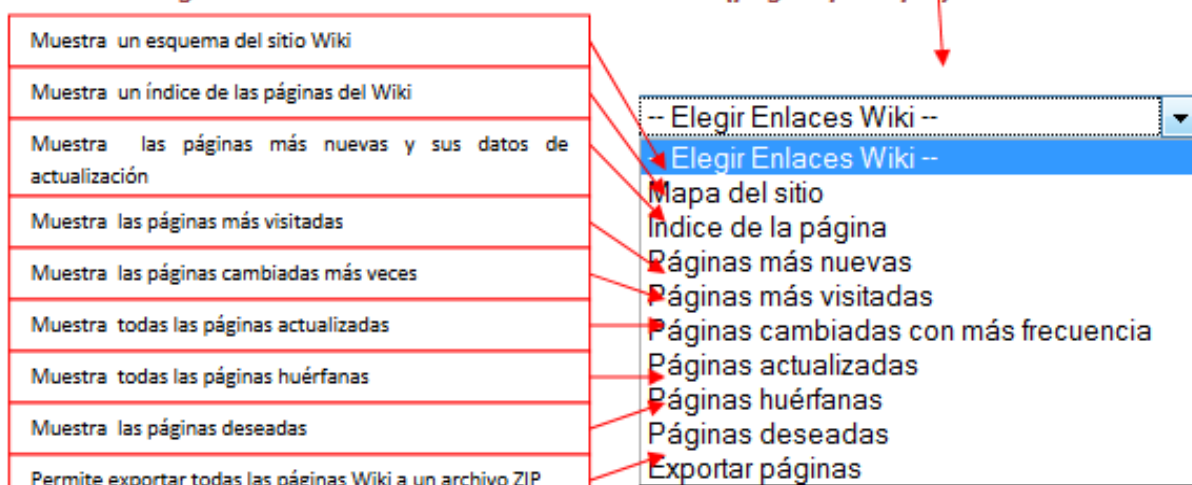 Muestra un esquema del sitio Wiki
Muestra un índice de las páginas del Wiki
Muestra las páginas más nuevas y sus datos de
actualización
Muestra las páginas más visitadas
Muestra las páginas cambiadas más veces
Muestra todas las páginas actualizadas
Muestra todas las páginas huérfanas
Muestra las páginas deseadas
Permite exportar todas las páginas Wiki a un archivo ZIP
-- Elegir Enlaces Wiki --
-- Elegir Enlaces Wiki --
Mapa del sitio
Índice de la página
Páginas más nuevas
Páginas más visitadas
Páginas cambiadas con más frecuencia
Páginas actualizadas
Páginas huérfanas
Páginas deseadas
Exportar páginas